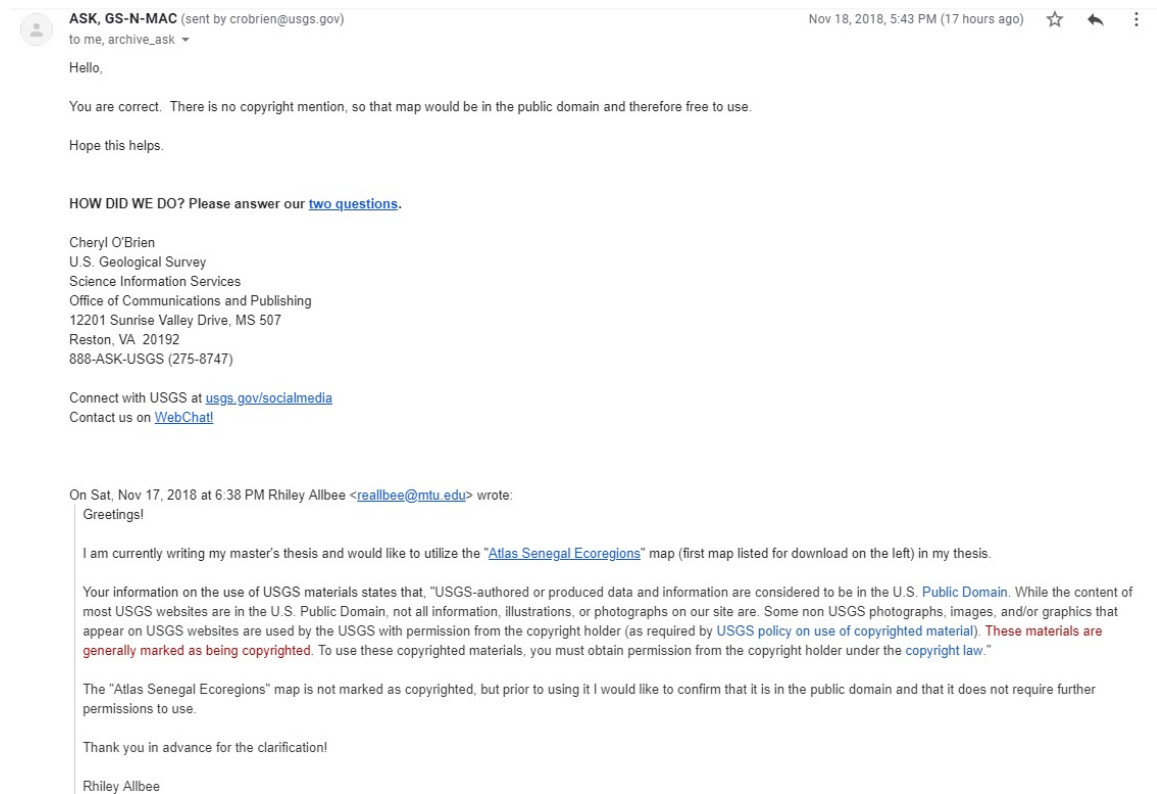 ASK, GS-N-MAC (sent by crobrien@usgs.gov) Nov 18, 2018, 5:43 PM (17 hours ago)
to me, archive_ask
Hello,
You are correct.  There is no copyright mention, so that map would be in the public domain and therefore free to use.
Hope this helps.
HOW DID WE DO? Please answer our two questions.
Cheryl O'Brien
U.S. Geological Survey
Science Information Services
Office of Communications and Publishing
12201 Sunrise Valley Drive, MS 507
Reston, VA  20192
888-ASK-USGS (275-8747)
Connect with USGS at usgs.gov/socialmedia
Contact us on WebChat!
On Sat, Nov 17, 2018 at 6:38 PM Rhiley Allbee <reallbee@mtu.edu> wrote:
Greetings!
I am currently writing my master's thesis and would like to utilize the "Atlas Senegal Ecoregions" map (first map listed for download on the left) in my thesis.
Your information on the use of USGS materials states that, "USGS-authored or produced data and information are considered to be in the U.S. Public Domain. While the content of
most USGS websites are in the U.S. Public Domain, not all information, illustrations, or photographs on our site are. Some non USGS photographs, images, and/or graphics that
appear on USGS websites are used by the USGS with permission from the copyright holder (as required by USGS policy on use of copyrighted material). These materials are
generally marked as being copyrighted. To use these copyrighted materials, you must obtain permission from the copyright holder under the copyright law."
The "Atlas Senegal Ecoregions" map is not marked as copyrighted, but prior to using it I would like to confirm that it is in the public domain and that it does not require further
permissions to use.
Thank you in advance for the clarification!
Rhiley Allbee